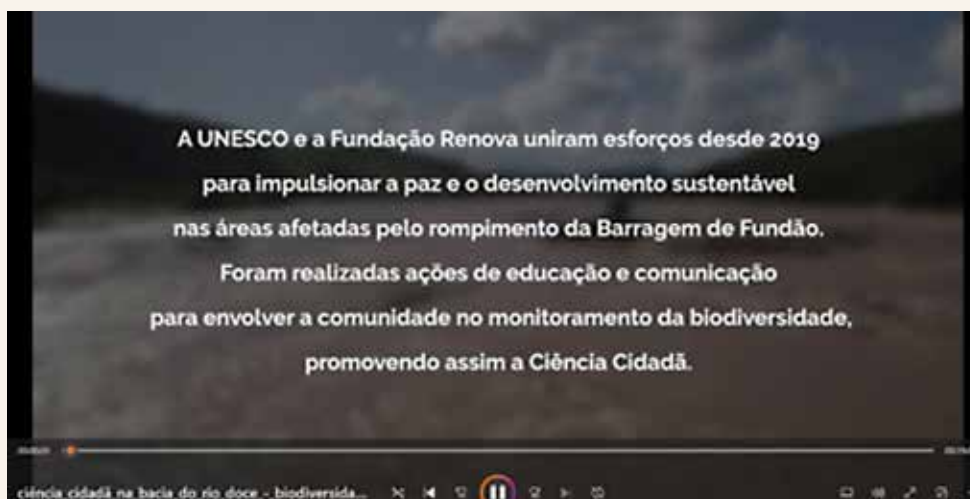 A UNESCO e a Fundação Renova uniram esforços desde 2019
para impulsionar a paz e o desenvolvimento sustentável
nas áreas afetadas pelo rompimento da Barragem de Fundão.
Foram realizadas ações de educação e comunicação
para envolver a comunidade no monitoramento da biodiversidade,
promovendo assim a Ciência Cidadã.
ciência cidadã na bacia do rio doce - biodiversida...